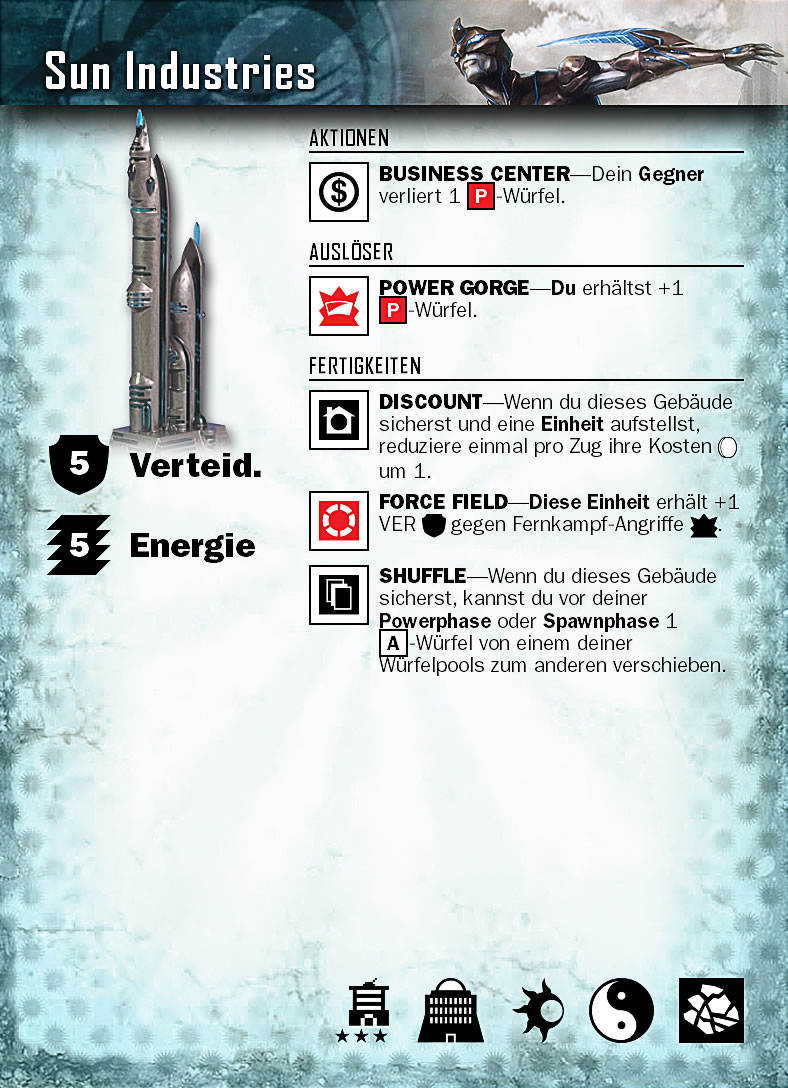 Sun Industries
AKTIONEN
$
BUSINESS CENTER—Dein Gegner
verliert 1 P-Würfel.
AUSLÖSER
POWER GORGE—Du erhältst +1
P-Würfel.
FERTIGKEITEN
DISCOUNT—Wenn du dieses Gebäude
sicherst und eine Einheit aufstellst,
reduziere einmal pro Zug ihre Kosten
um 1.
FORCE FIELD—Diese Einheit erhält +1
VER gegen Fernkampf-Angriffe .
SHUFFLE—Wenn du dieses Gebäude
sicherst, kannst du vor deiner
Powerphase oder Spawnphase 1
A-Würfel von einem deiner
Würfelpools zum anderen verschieben.
5 Verteid.
5 Energie